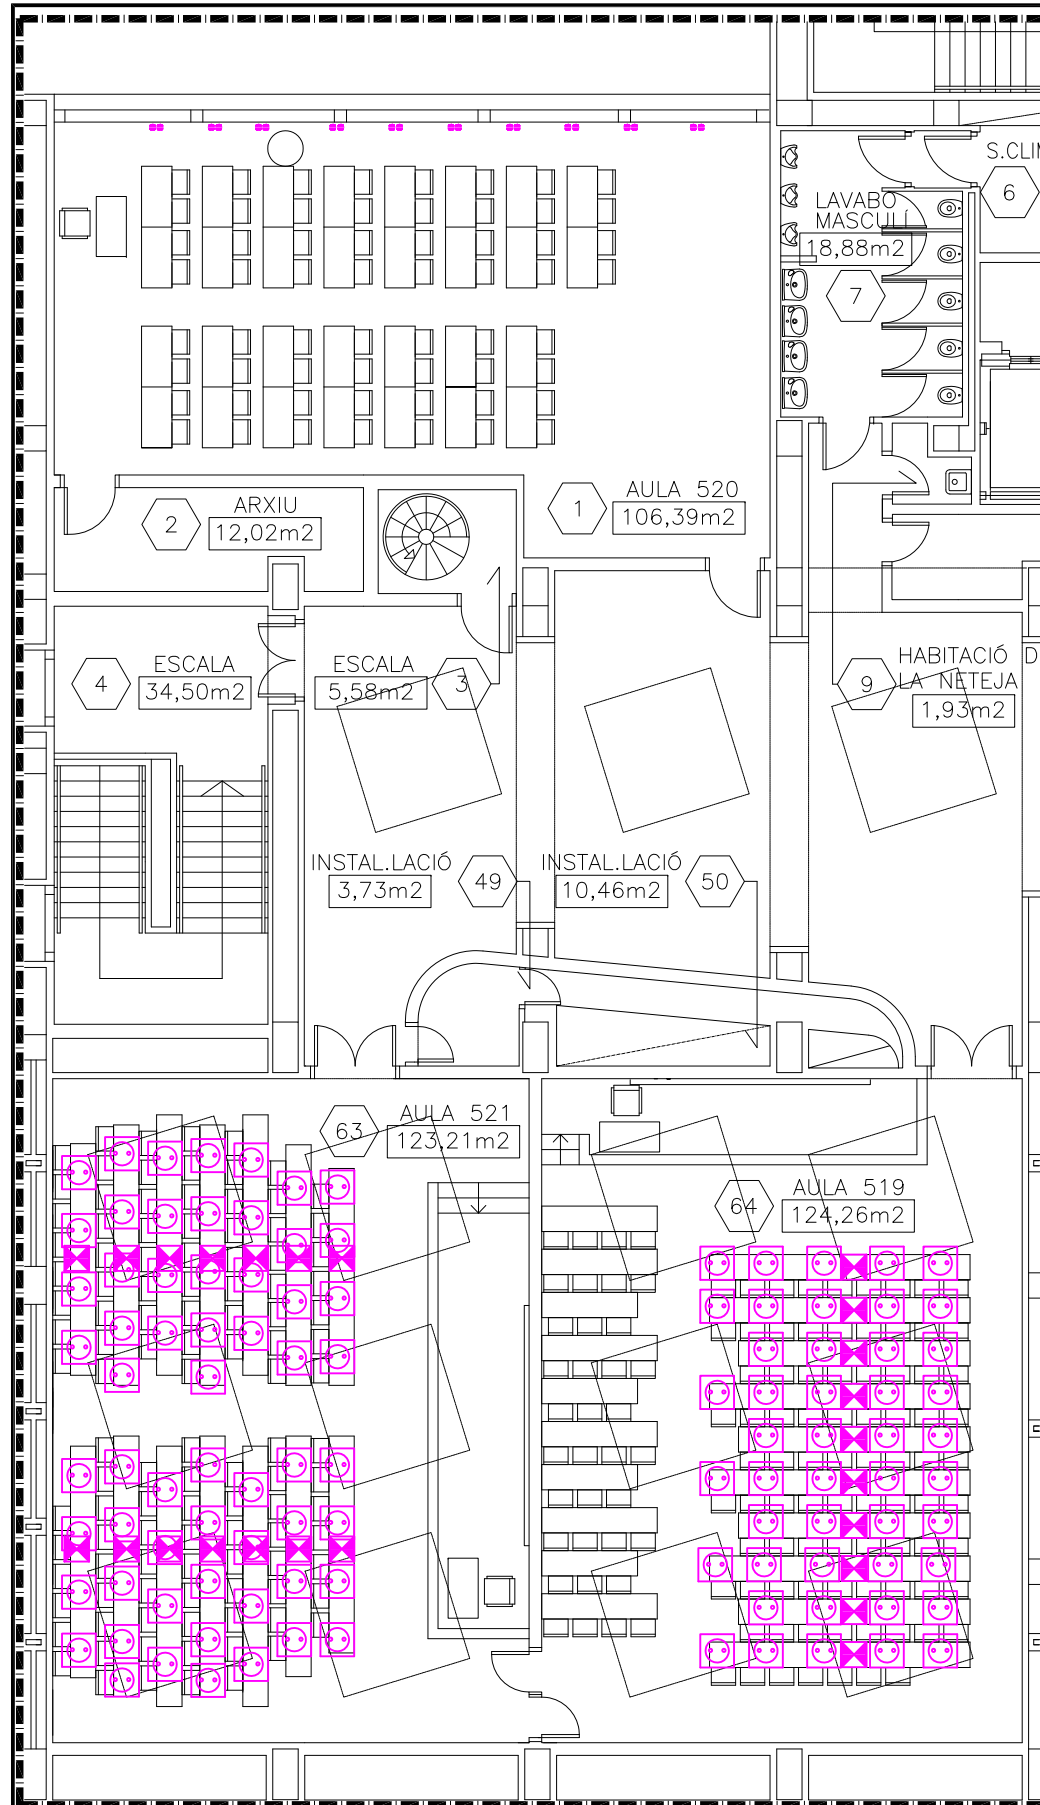 S.CLIM
6
LAVABO
MASCULÍ
18,88m2
7
AULA 520
1
106,39m2
ARXIU
2
12,02m2
ESCALA
4
34,50m2
ESCALA
5,58m2
3
HABITACIÓ D
9
LA NETEJA
1,93m2
INSTAL.LACIÓ
3,73m2
49
INSTAL.LACIÓ
10,46m2
50
AULA 521
63
123,21m2
AULA 519
64
124,26m2